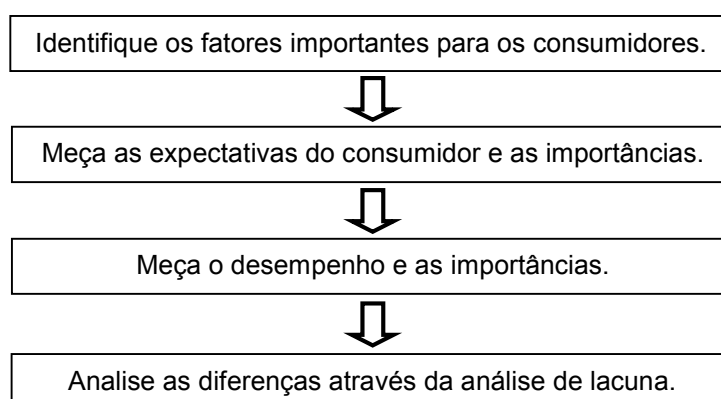 Identifique os fatores importantes para os consumidores.
Meça as expectativas do consumidor e as importâncias.
Meça o desempenho e as importâncias.
Analise as diferenças através da análise de lacuna.